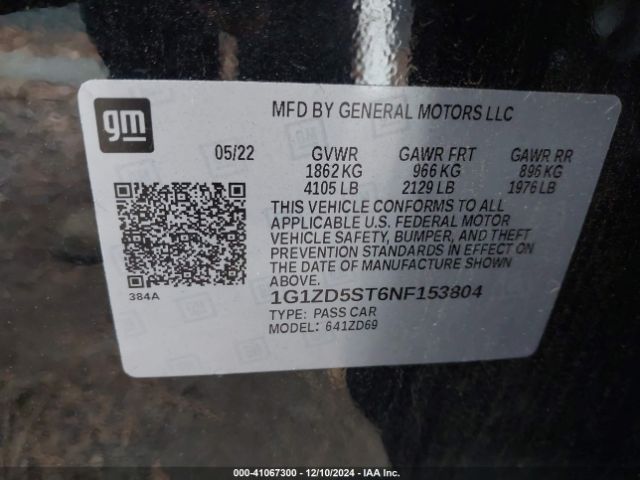 gm
MFD BY GENERAL MOTORS LLC
05/22 GVWR GAWR FRT GAWR RR
1862 KG 966 KG 896 KG
4105 LB 2129 LB 1976 LB
THIS VEHICLE CONFORMS TO ALL
APPLICABLE U.S. FEDERAL MOTOR
VEHICLE SAFETY, BUMPER, AND THEFT
PREVENTION STANDARDS IN EFFECT ON
THE DATE OF MANUFACTURE SHOWN
ABOVE.
384A
1G1ZD5ST6NF153804
TYPE: PASS CAR
MODEL: 641ZD69
000-41067300 - 12/10/2024 - IAA Inc.